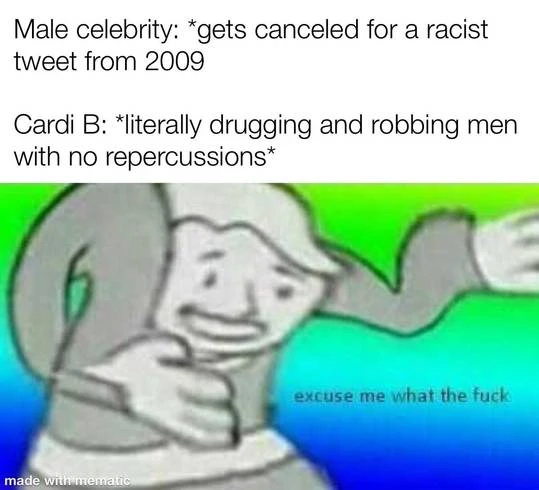 Male celebrity: *gets canceled for a racist
tweet from 2009
Cardi B: *literally drugging and robbing men
with no repercussions*
excuse me what the fuck
made with mematic